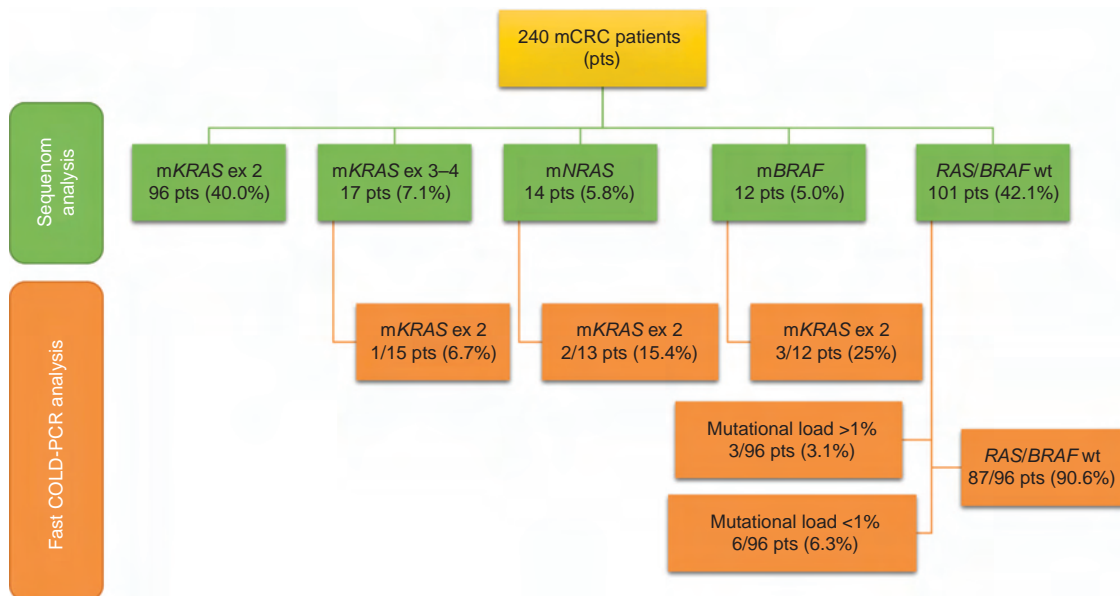 240 mCRC patients
(pts)
Sequenom
analysis
mKRAS ex 2
96 pts (40.0%)
mKRAS ex 3–4
17 pts (7.1%)
mNRAS
14 pts (5.8%)
mBRAF
12 pts (5.0%)
RAS/BRAF wt
101 pts (42.1%)
Fast COLD-PCR analysis
mKRAS ex 2
1/15 pts (6.7%)
mKRAS ex 2
2/13 pts (15.4%)
mKRAS ex 2
3/12 pts (25%)
Mutational load >1%
3/96 pts (3.1%)
RAS/BRAF wt
87/96 pts (90.6%)
Mutational load <1%
6/96 pts (6.3%)